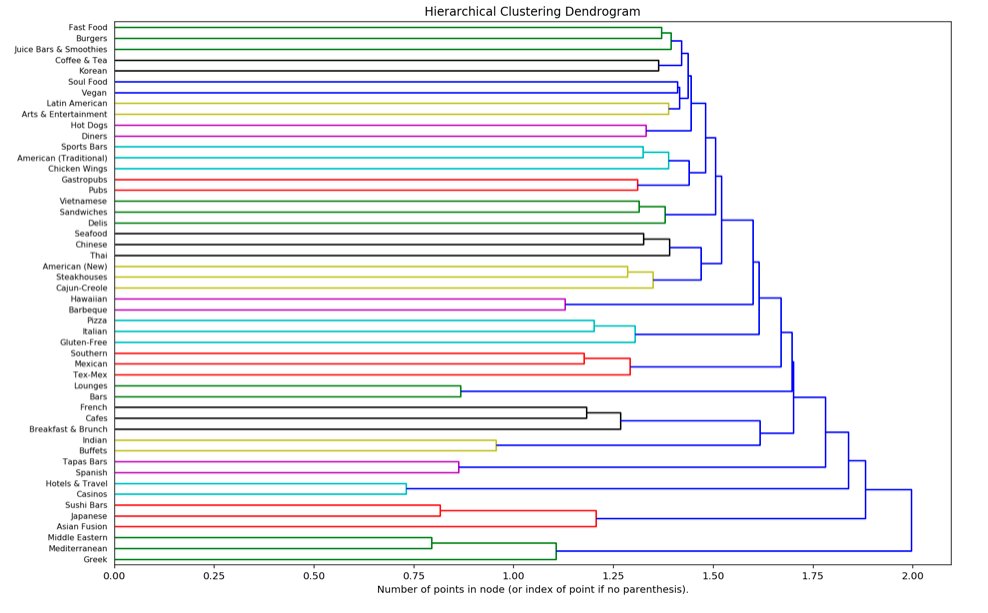 Hierarchical Clustering Dendrogram
Fast Food
Burgers
Juice Bars & Smoothies
Coffee & Tea
Korean
Soul Food
Vegan
Latin American
Arts & Entertainment
Hot Dogs
Diners
Sports Bars
American (Traditional)
Chicken Wings
Gastropubs
Pubs
Vietnamese
Sandwiches
Delis
Seafood
Chinese
Thai
American (New)
Steakhouses
Cajun-Creole
Hawaiian
Barbeque
Pizza
Italian
Gluten-Free
Southern
Mexican
Tex-Mex
Lounges
Bars
French
Cafes
Breakfast & Brunch
Indian
Buffets
Tapas Bars
Spanish
Hotels & Travel
Casinos
Sushi Bars
Japanese
Asian Fusion
Middle Eastern
Mediterranean
Greek
0.00 0.25 0.50 0.75 1.00 1.25 1.50 1.75 2.00
Number of points in node (or index of point if no parenthesis).